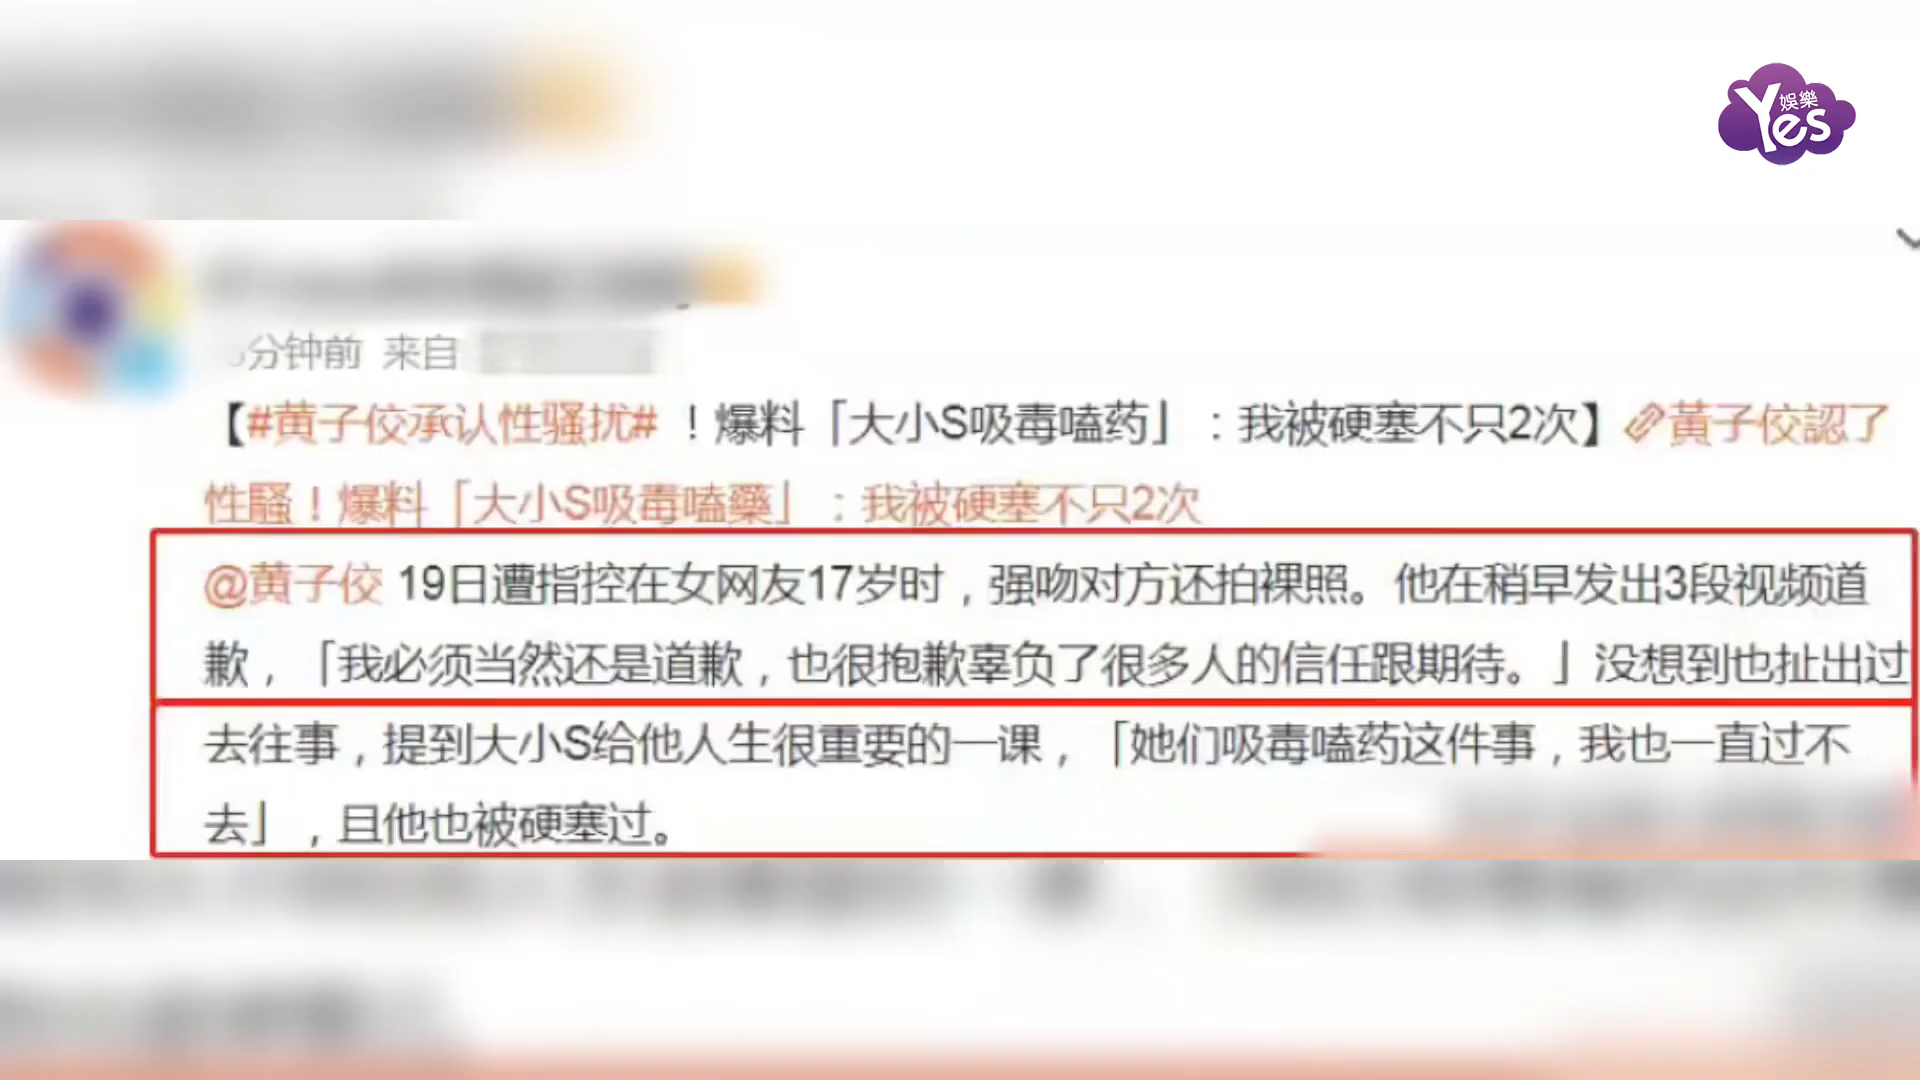 娛樂
Yes
分钟前 来自
【#黄子佼承认性骚扰#！爆料「大小S吸毒嗑药」：我被硬塞不只2次】黃子佼認了
性騷！爆料「大小S吸毒嗑藥」：我被硬塞不只2次
@黄子佼 19日遭指控在女网友17岁时，强吻对方还拍裸照。他在稍早发出3段视频道
歉，「我必须当然还是道歉，也很抱歉辜负了很多人的信任跟期待。」没想到也扯出过
去往事，提到大小S给他人生很重要的一课，「她们吸毒嗑药这件事，我也一直过不
去」，且他也被硬塞过。